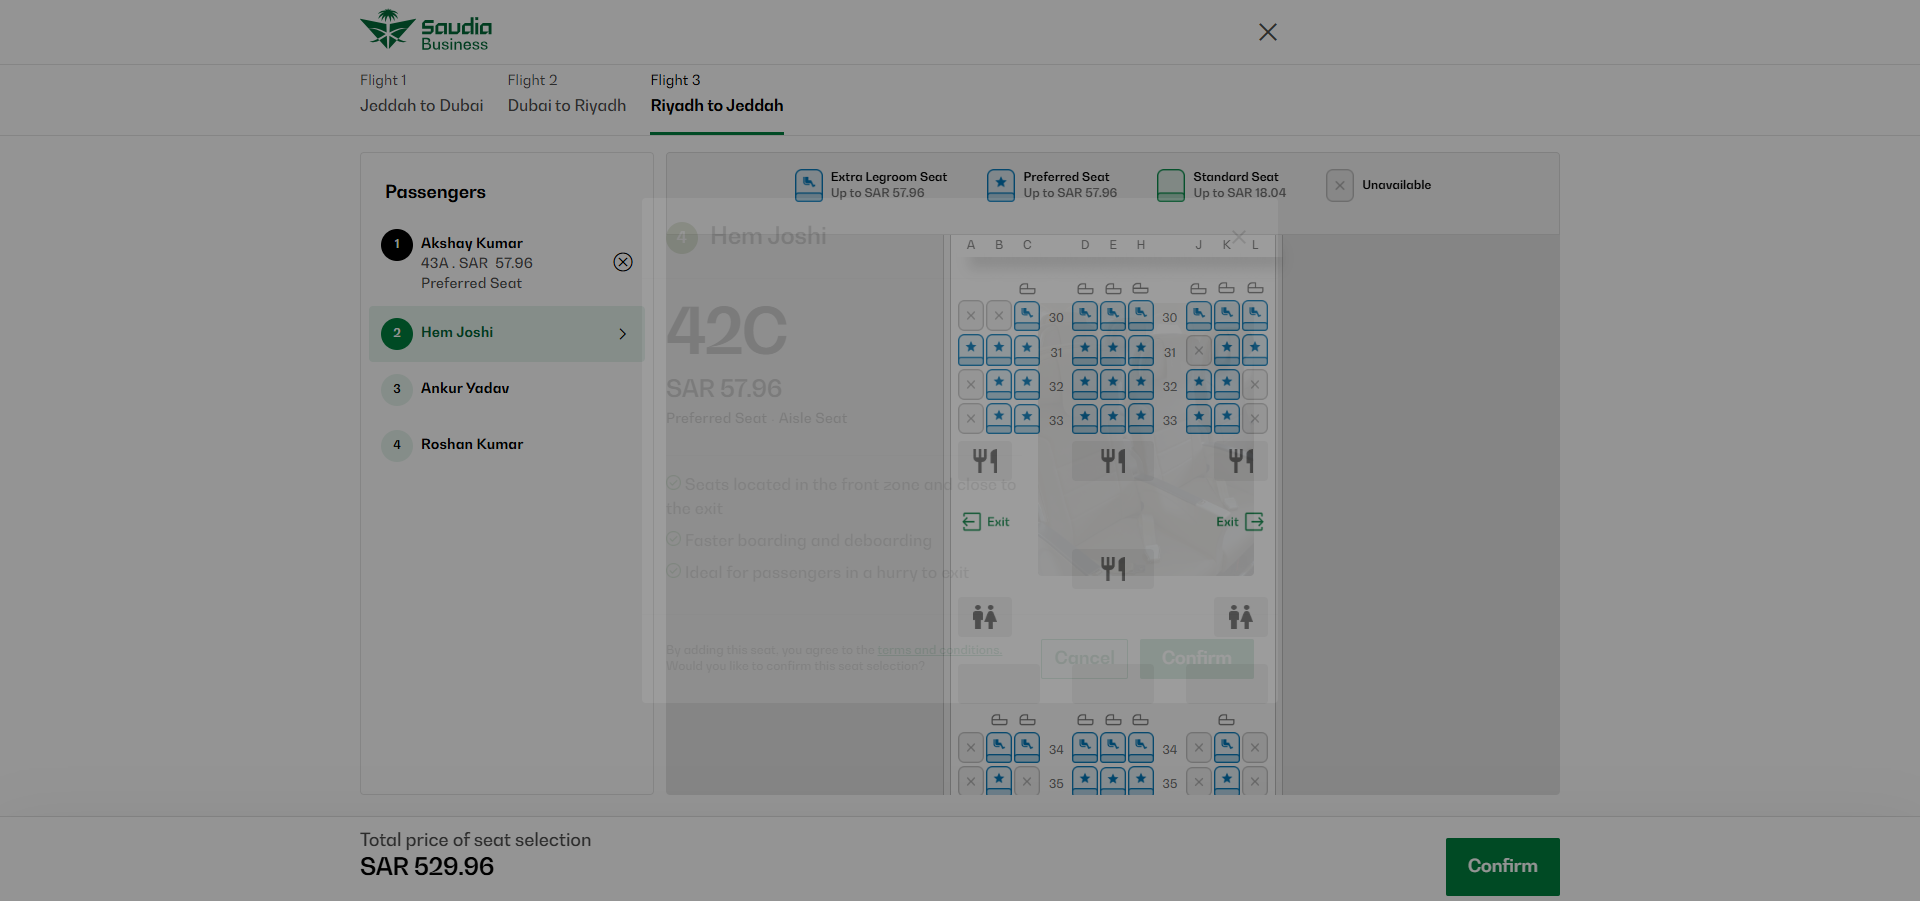 Saudia
Business
Flight 1
Jeddah to Dubai
Flight 2
Dubai to Riyadh
Flight 3
Riyadh to Jeddah
Passengers
1
Akshay Kumar
43A . SAR 57.96
Preferred Seat
2
Hem Joshi
3
Ankur Yadav
4
Roshan Kumar
Extra Legroom Seat
Up to SAR 57.96
Preferred Seat
Up to SAR 57.96
Standard Seat
Up to SAR 18.04
Unavailable
4 Hem Joshi
42C
SAR 57.96
Preferred Seat - Aisle Seat
Seats located in the front zone and close to
the exit
Faster boarding and deboarding
Ideal for passengers in a hurry to exit
By adding this seat, you agree to the terms and conditions.
Would you like to confirm this seat selection?
Cancel
Confirm
A B C D E H J K L
30 30
31 31
32 32
33 33
Exit Exit
34 34
35 35
Total price of seat selection
SAR 529.96
Confirm